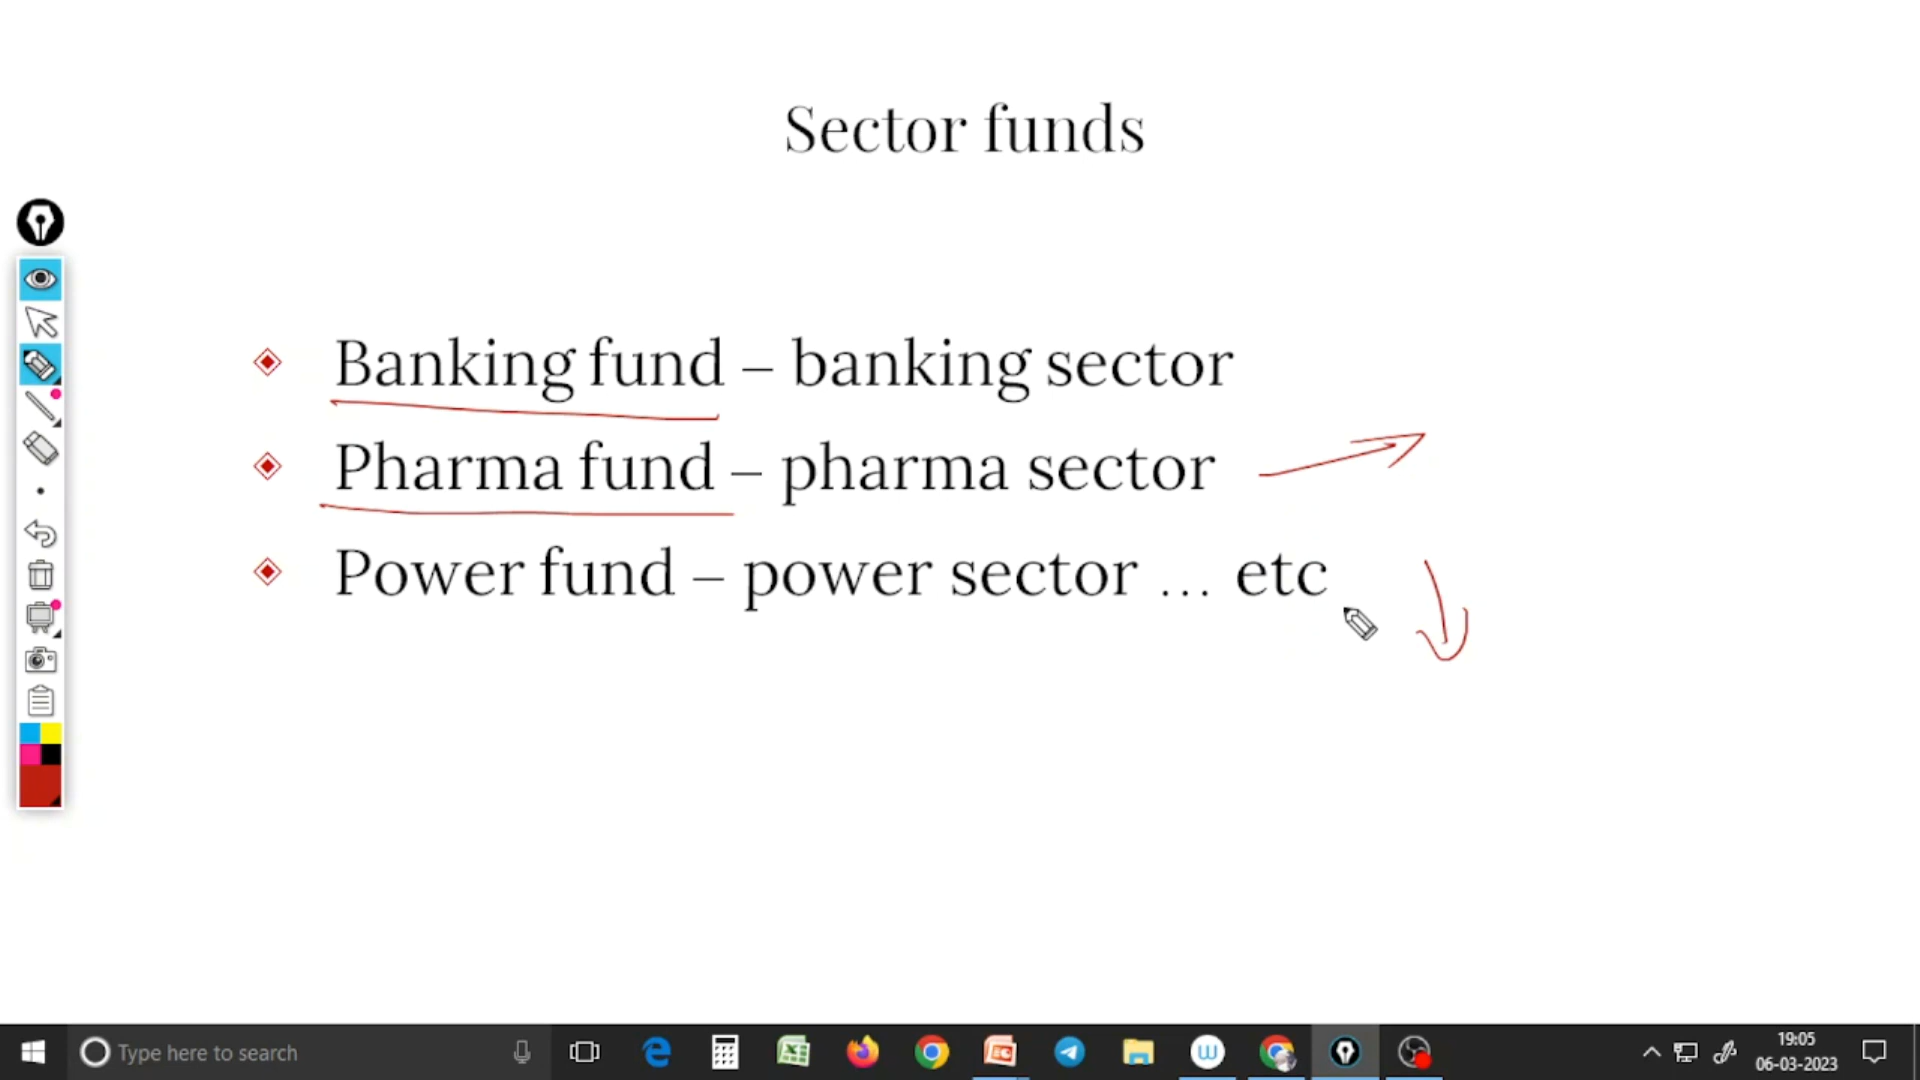 Sector funds
Banking fund – banking sector
Pharma fund – pharma sector
Power fund – power sector ... etc
Type here to search
19:05
06-03-2023